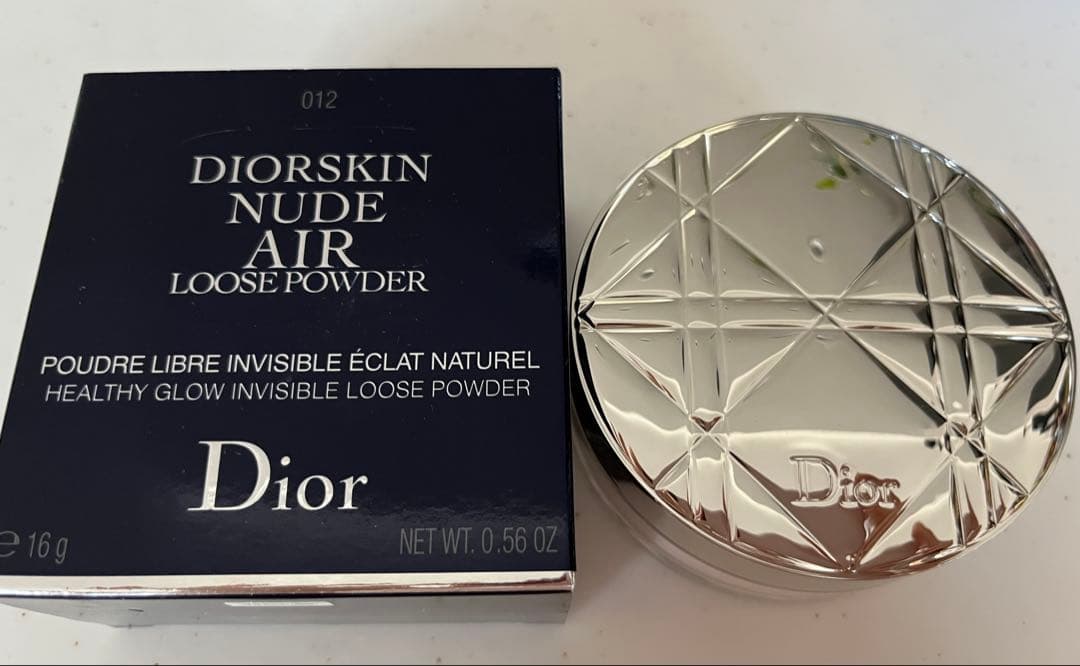 012
DIORSKIN
NUDE
AIR
LOOSE POWDER
POUDRE LIBRE INVISIBLE ÉCLAT NATUREL
HEALTHY GLOW INVISIBLE LOOSE POWDER
Dior
e 16 g
NET WT. 0.56 OZ
Dior